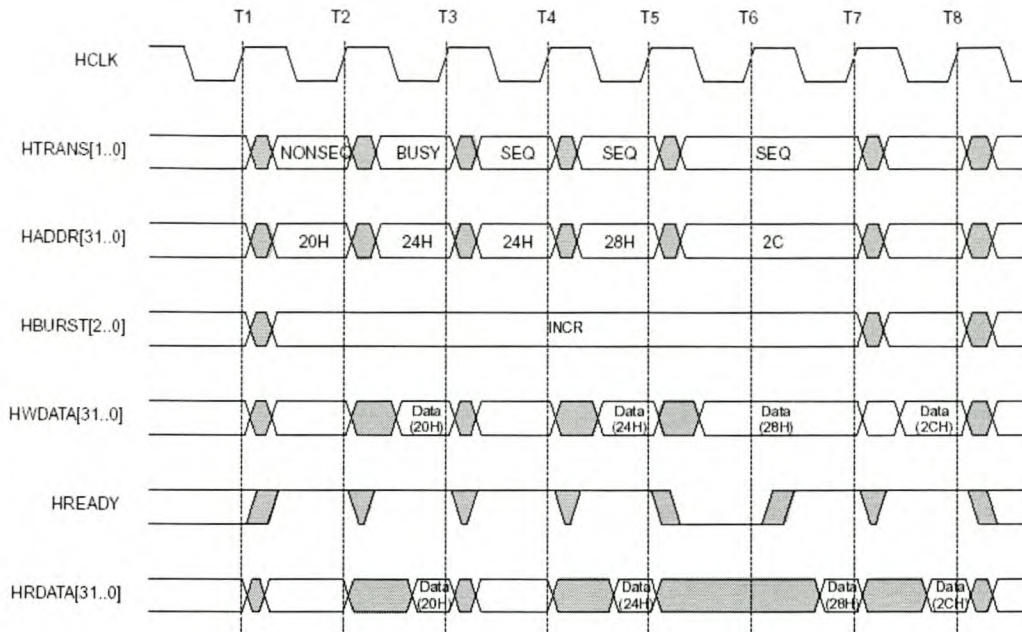 T1 T2 T3 T4 T5 T6 T7 T8
HCLK
HTRANS[1..0] NONSEQ BUSY SEQ SEQ SEQ
HADDR[31..0] 20H 24H 24H 28H 2C
HBURST[2..0] INCR
HWDATA[31..0] Data (20H) Data (24H) Data (28H) Data (2CH)
HREADY
HRDATA[31..0] Data (20H) Data (24H) Data (28H) Data (2CH)